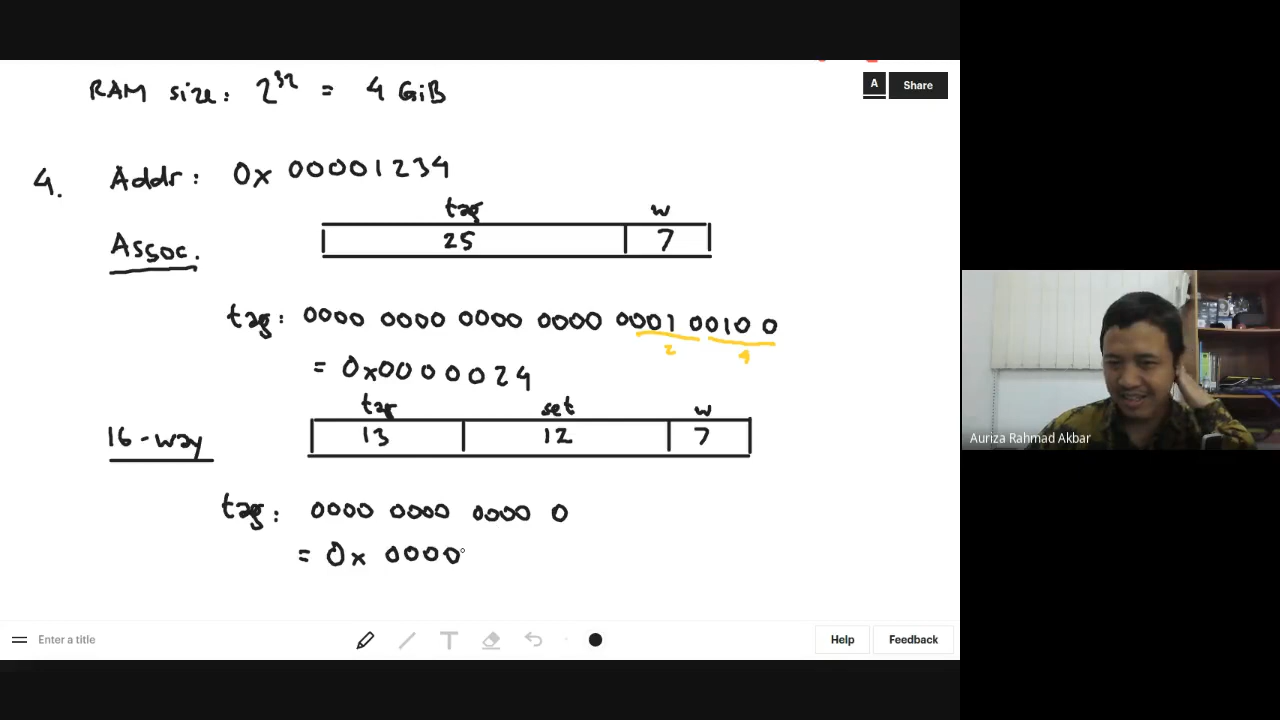 RAM size: 2^32 = 4 GiB
A Share
4. Addr: 0x 00001234
tag w
Assoc. 25 7
tag: 0000 0000 0000 0000 0001 0010 0
2 4
= 0x0000024
tag set w
16-way 13 12 7
tag: 0000 0000 0000 0
= 0x 0000
Auriza Rahmad Akbar
Enter a title T Help Feedback